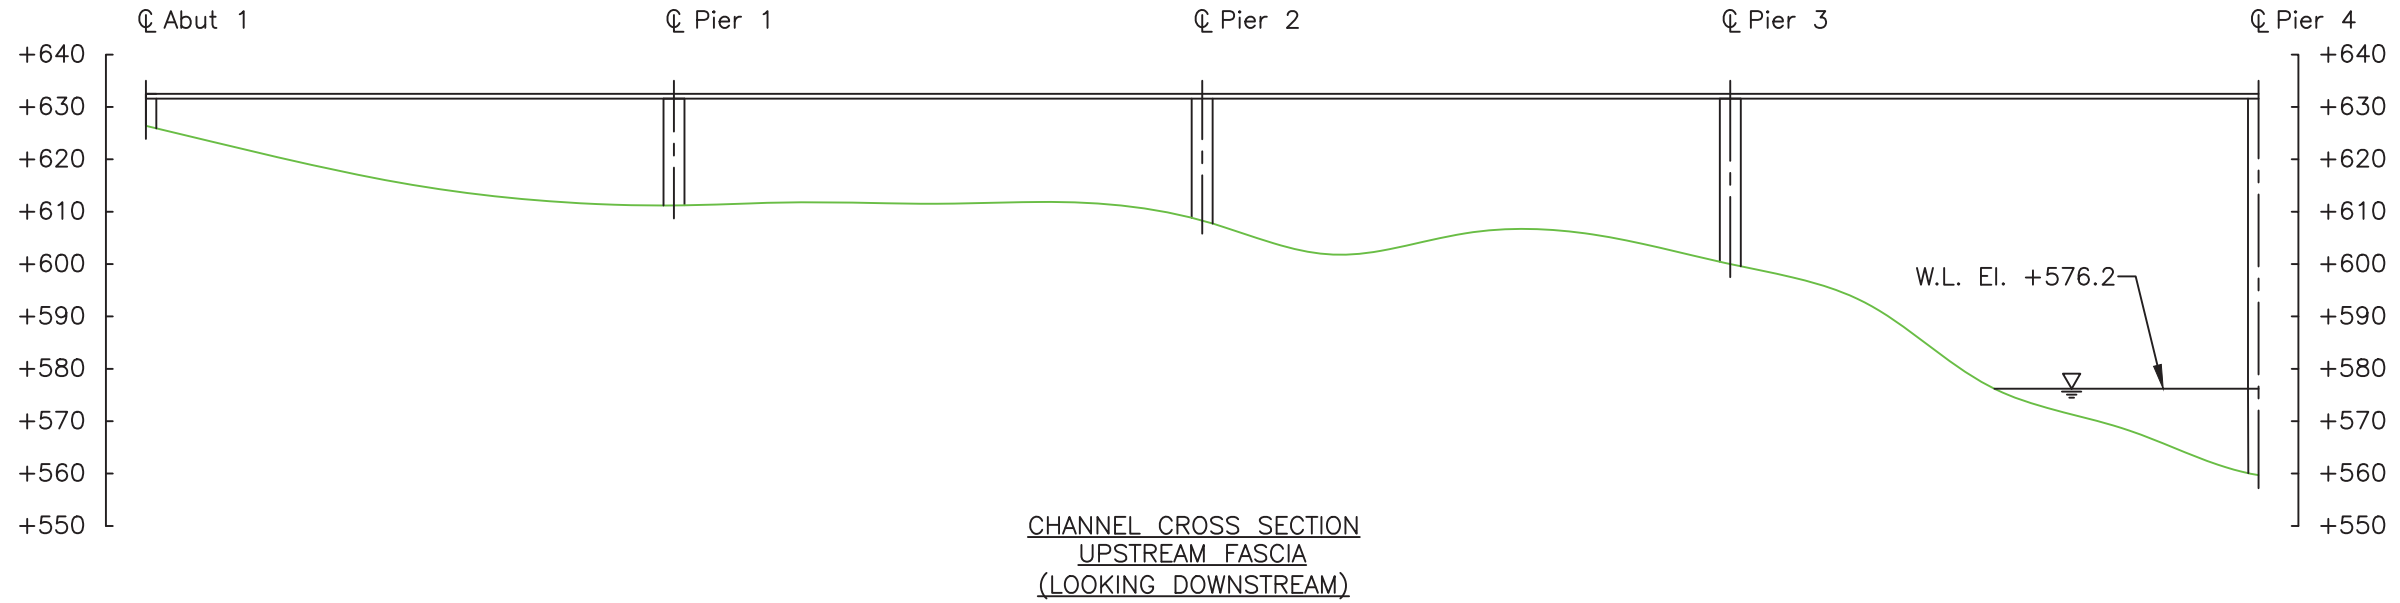 ℄ Abut 1 ℄ Pier 1 ℄ Pier 2 ℄ Pier 3 ℄ Pier 4
+640 +640
+630 +630
+620 +620
+610 +610
+600 +600
W.L. El. +576.2
+590 +590
+580 +580
+570 +570
+560 +560
+550 +550
CHANNEL CROSS SECTION
UPSTREAM FASCIA
(LOOKING DOWNSTREAM)